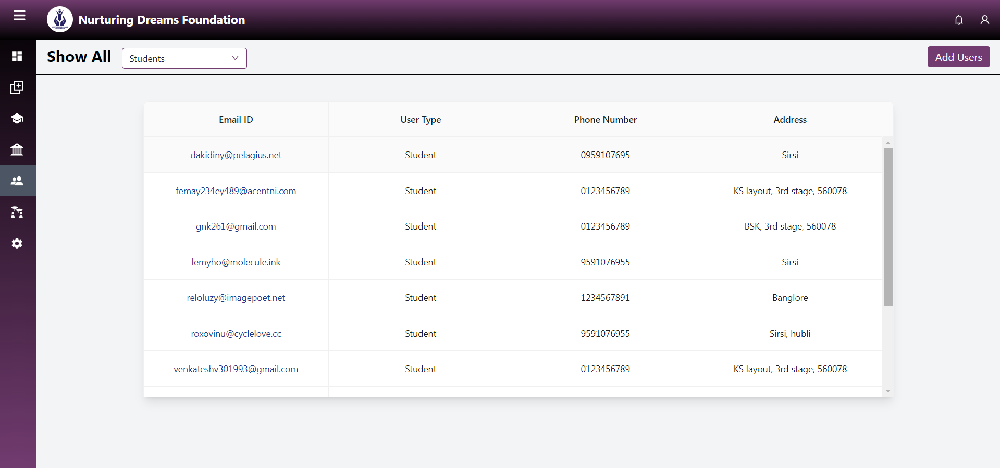 Nurturing Dreams Foundation
Show All
Students
Add Users
Email ID User Type Phone Number Address
dakidiny@pelagius.net Student 0959107695 Sirsi
femay234ey489@acentni.com Student 0123456789 KS layout, 3rd stage, 560078
gnk261@gmail.com Student 0123456789 BSK, 3rd stage, 560078
lemyho@molecule.ink Student 9591076955 Sirsi
reloluzy@imagepoet.net Student 1234567891 Banglore
roxovinu@cyclelove.cc Student 9591076955 Sirsi, hubli
venkateshv301993@gmail.com Student 0123456789 KS layout, 3rd stage, 560078